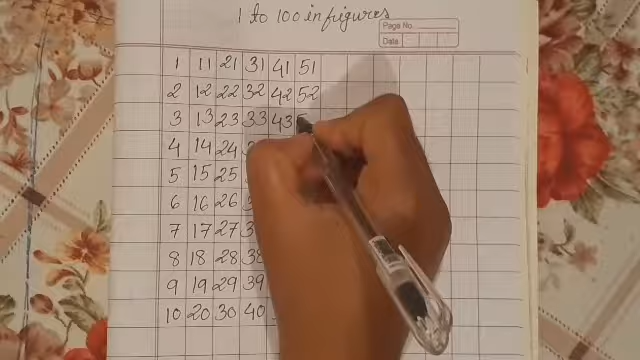 1 to 100 in figures
Page No.
Date
1 11 21 31 41 51
2 12 22 32 42 52
3 13 23 33 43
4 14 24
5 15 25
6 16 26
7 17 27
8 18 28 38
9 19 29 39
10 20 30 40